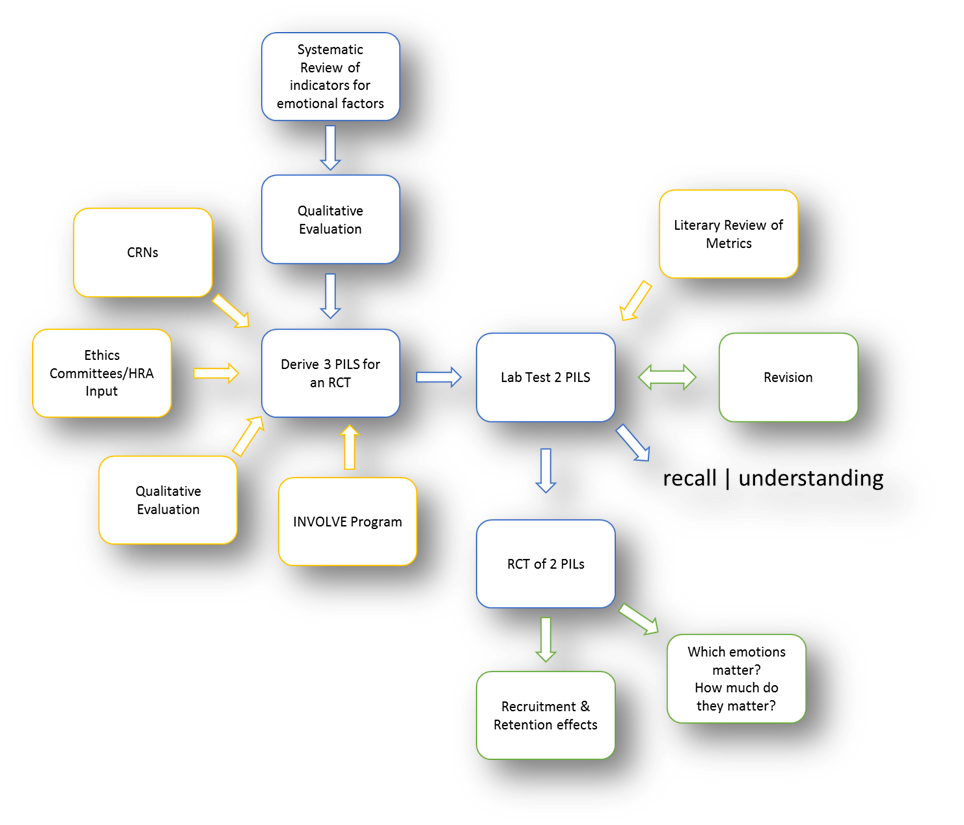 Systematic
Review of
indicators for
emotional factors
Qualitative
Evaluation
Literary Review of
Metrics
CRNs
Ethics
Committees/HRA
Input
Derive 3 PILS for
an RCT
Lab Test 2 PILS
Revision
recall | understanding
Qualitative
Evaluation
INVOLVE Program
RCT of 2 PILs
Which emotions
matter?
How much do
they matter?
Recruitment &
Retention effects